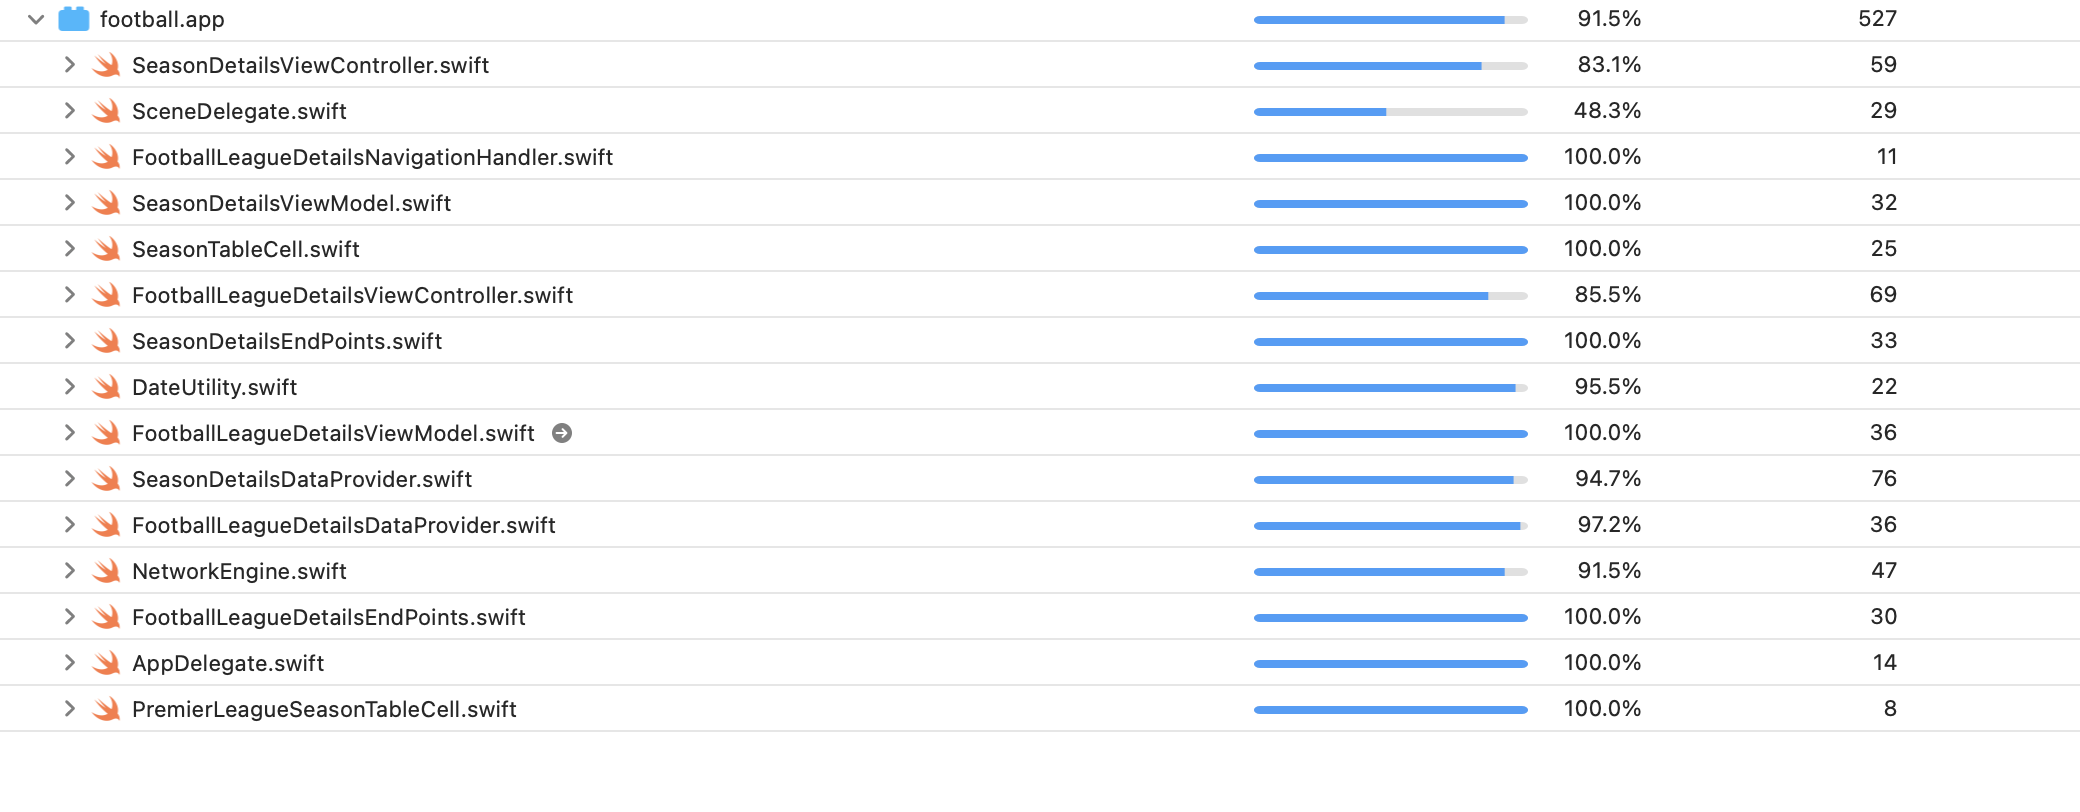 football.app 91.5% 527
SeasonDetailsViewController.swift 83.1% 59
SceneDelegate.swift 48.3% 29
FootballLeagueDetailsNavigationHandler.swift 100.0% 11
SeasonDetailsViewModel.swift 100.0% 32
SeasonTableCell.swift 100.0% 25
FootballLeagueDetailsViewController.swift 85.5% 69
SeasonDetailsEndPoints.swift 100.0% 33
DateUtility.swift 95.5% 22
FootballLeagueDetailsViewModel.swift 100.0% 36
SeasonDetailsDataProvider.swift 94.7% 76
FootballLeagueDetailsDataProvider.swift 97.2% 36
NetworkEngine.swift 91.5% 47
FootballLeagueDetailsEndPoints.swift 100.0% 30
AppDelegate.swift 100.0% 14
PremierLeagueSeasonTableCell.swift 100.0% 8